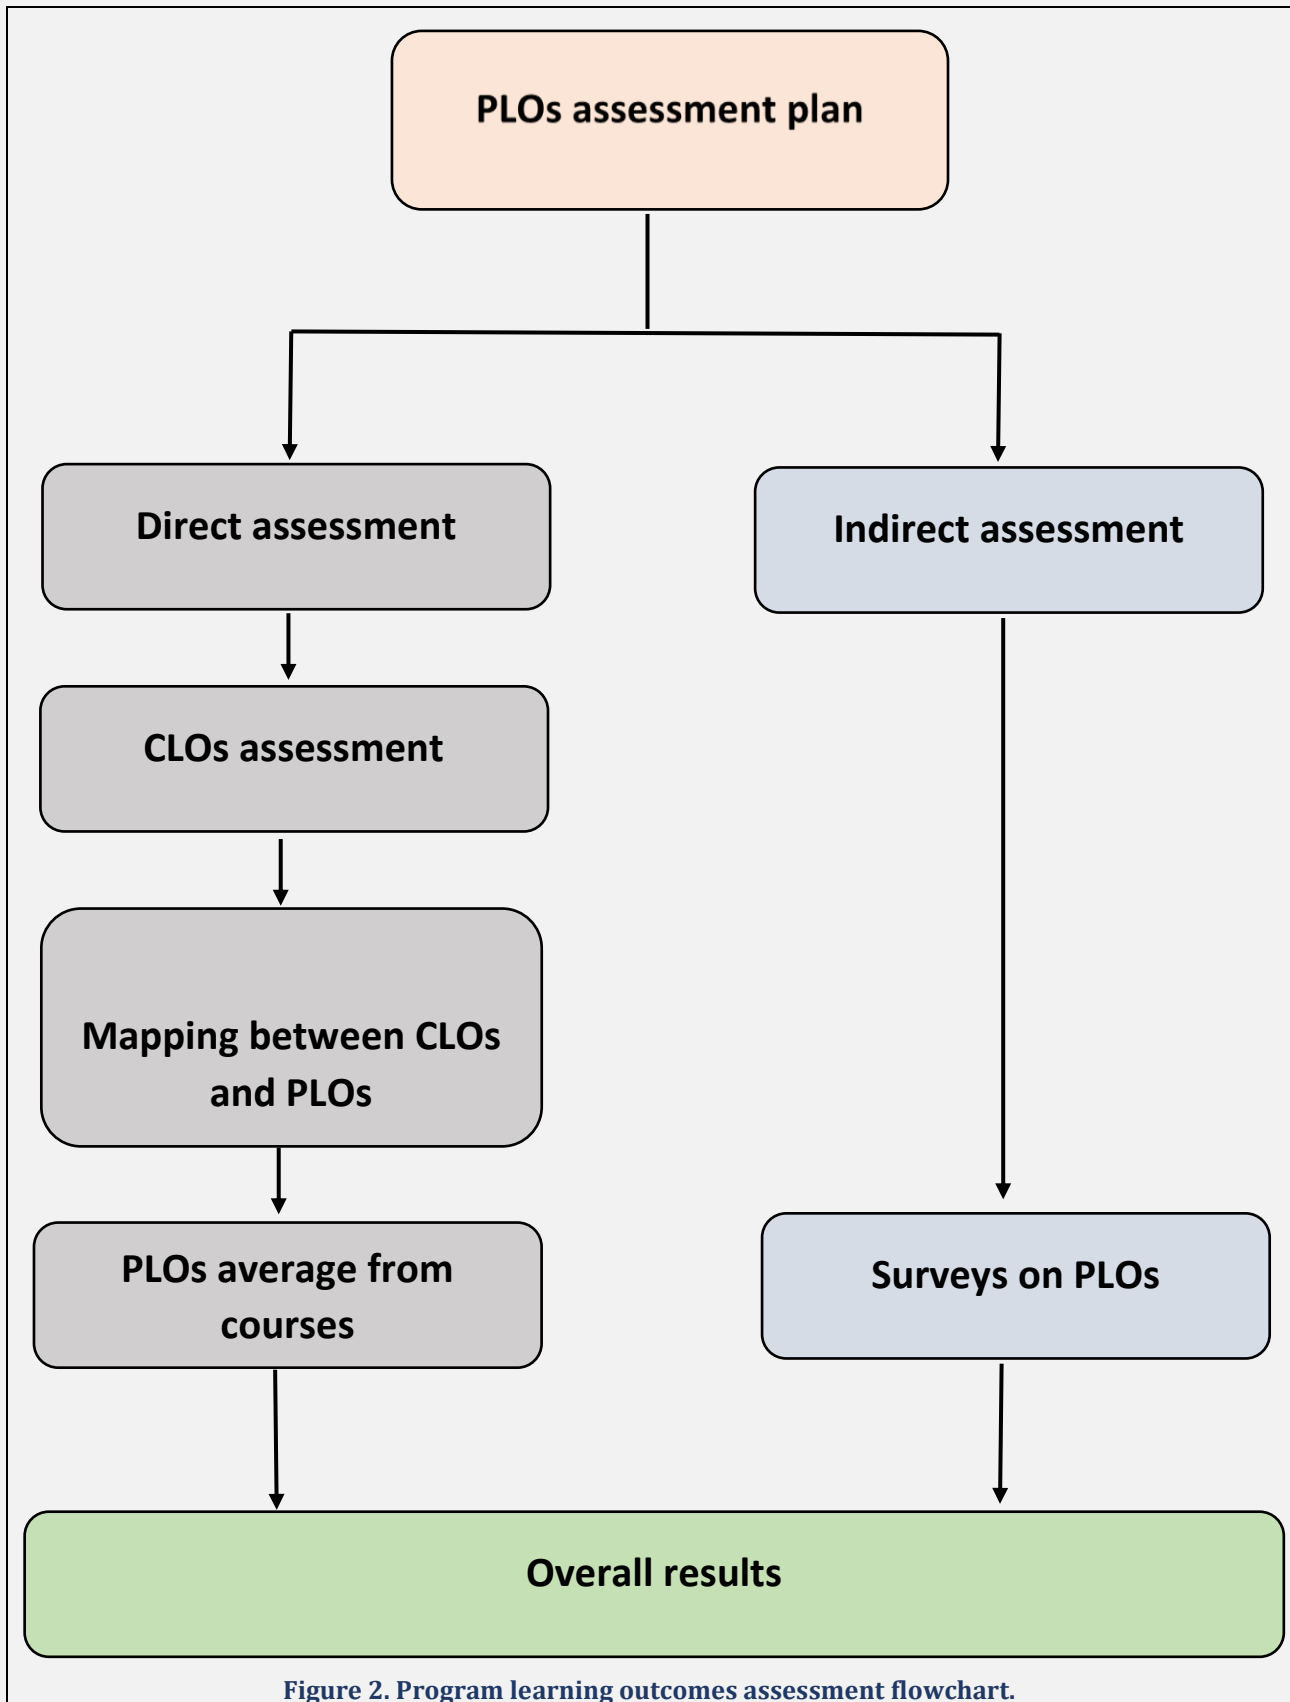 PLOs assessment plan
Direct assessment
Indirect assessment
CLOs assessment
Mapping between CLOs
and PLOs
PLOs average from
courses
Surveys on PLOs
Overall results
Figure 2. Program learning outcomes assessment flowchart.